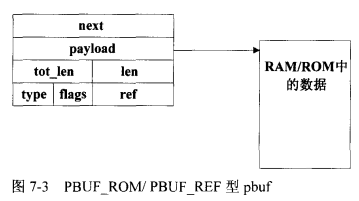 next
payload
tot_len len
type flags ref
RAM/ROM中
的数据
图 7-3 PBUF_ROM/ PBUF_REF 型 pbuf